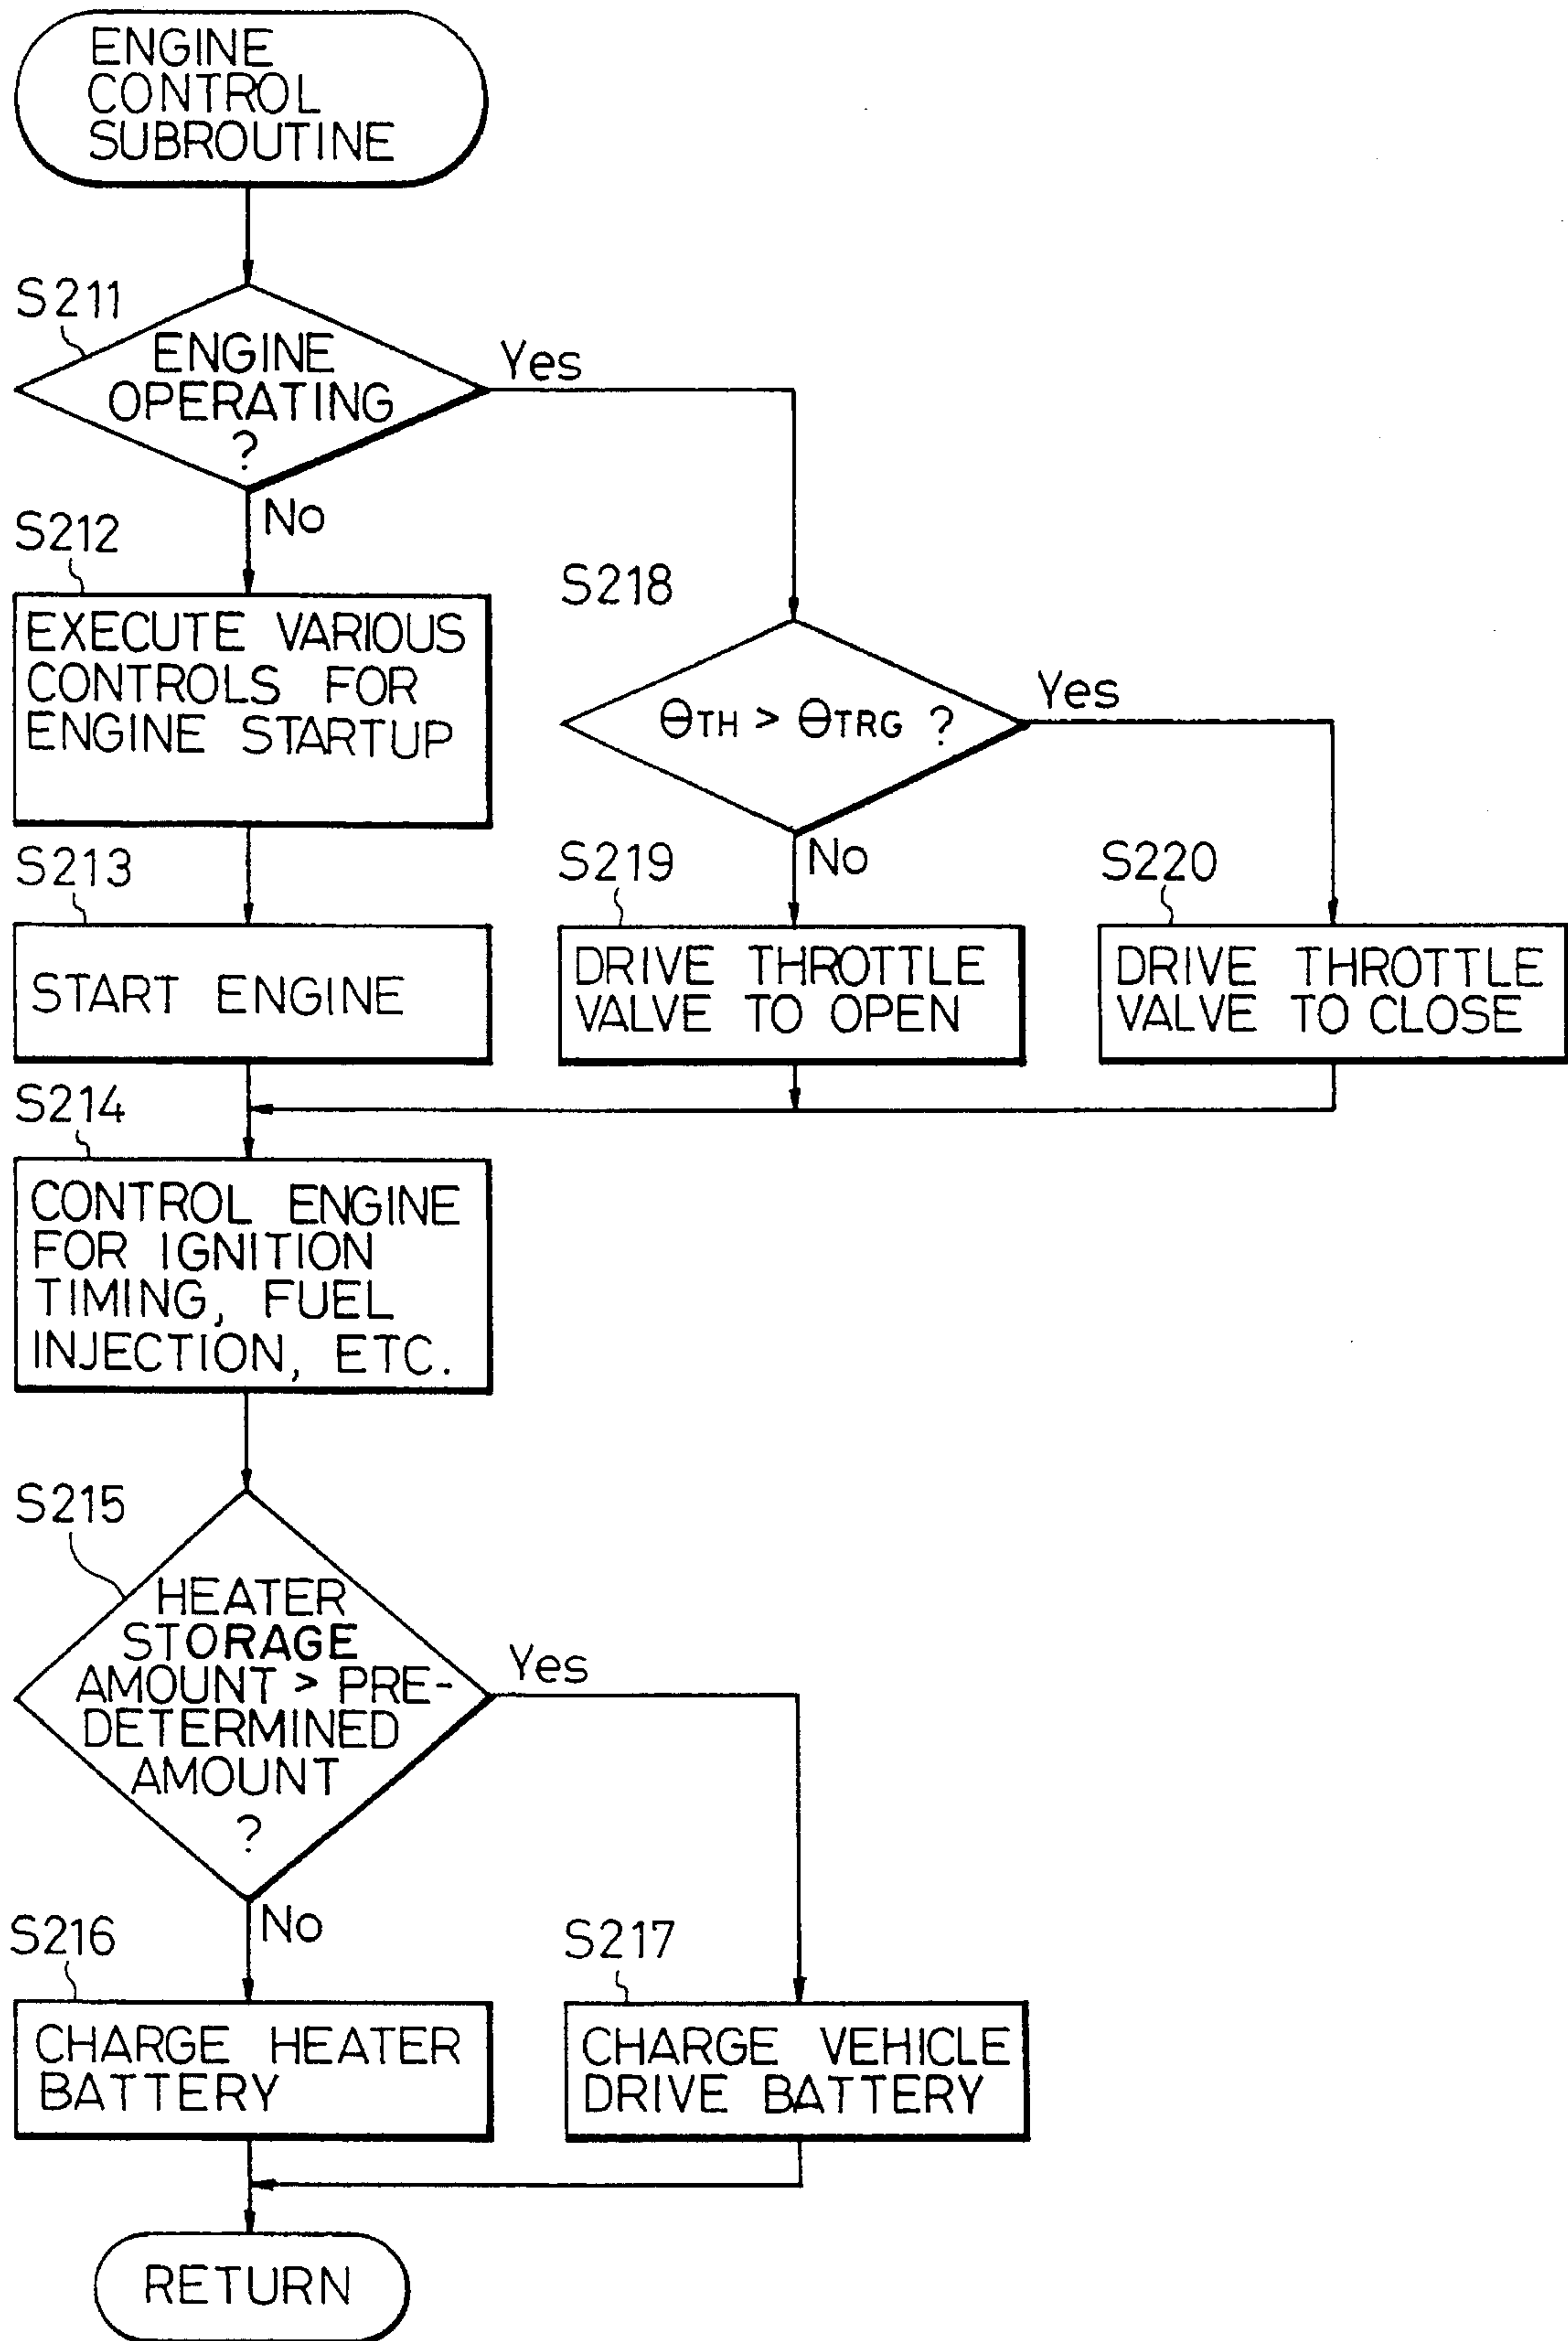 ENGINE
CONTROL
SUBROUTINE
S211
ENGINE
OPERATING
?
Yes
No
S212
EXECUTE VARIOUS
CONTROLS FOR
ENGINE STARTUP
S218
θTH > θTRG ?
Yes
No
S213
START ENGINE
S219
DRIVE THROTTLE
VALVE TO OPEN
S220
DRIVE THROTTLE
VALVE TO CLOSE
S214
CONTROL ENGINE
FOR IGNITION
TIMING, FUEL
INJECTION, ETC.
S215
HEATER
STORAGE
AMOUNT > PRE-
DETERMINED
AMOUNT
?
Yes
No
S216
CHARGE HEATER
BATTERY
S217
CHARGE VEHICLE
DRIVE BATTERY
RETURN